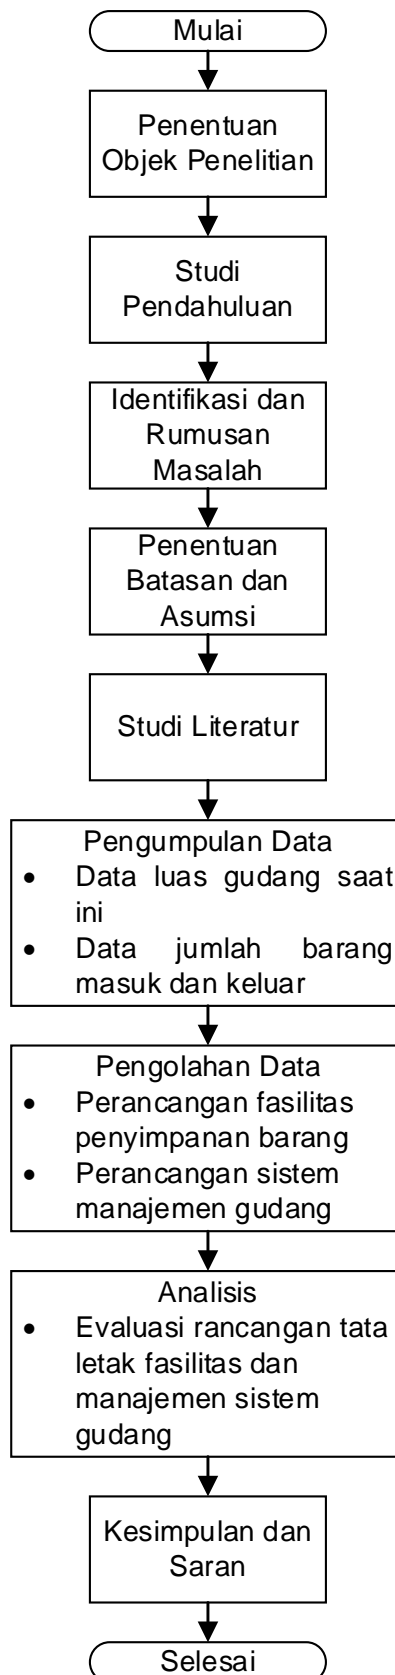 Mulai
Penentuan
Objek Penelitian
Studi
Pendahuluan
Identifikasi dan
Rumusan
Masalah
Penentuan
Batasan dan
Asumsi
Studi Literatur
Pengumpulan Data
• Data luas gudang saat
ini
• Data jumlah barang
masuk dan keluar
Pengolahan Data
• Perancangan fasilitas
penyimpanan barang
• Perancangan sistem
manajemen gudang
Analisis
• Evaluasi rancangan tata
letak fasilitas dan
manajemen sistem
gudang
Kesimpulan dan
Saran
Selesai